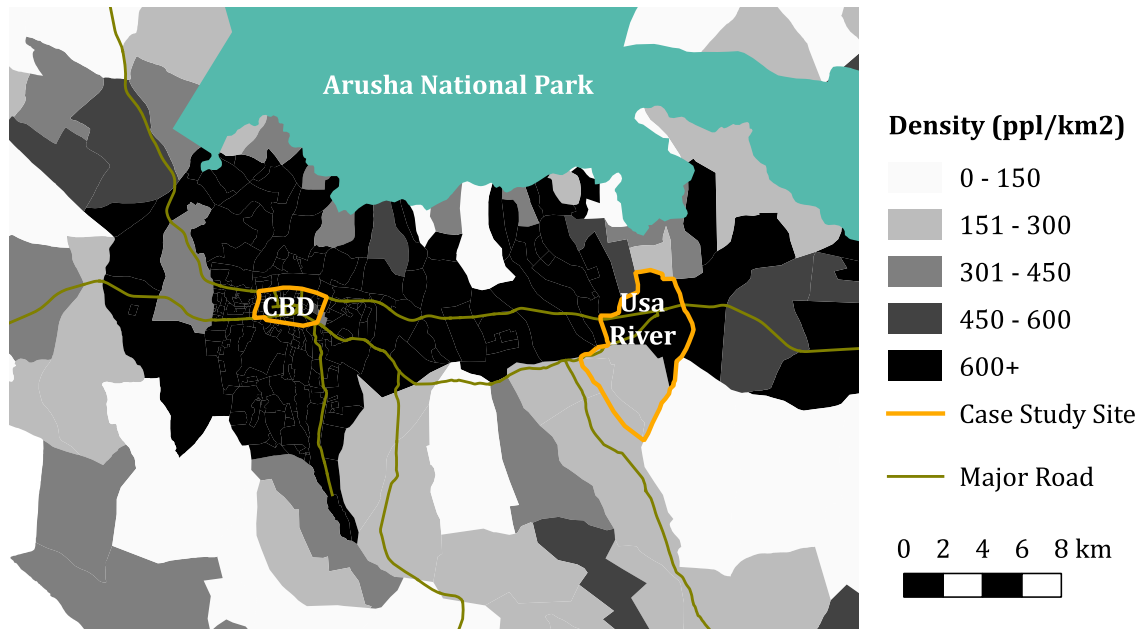 Arusha National Park
CBD
Usa
River
Density (ppl/km2)
0 - 150
151 - 300
301 - 450
450 - 600
600+
Case Study Site
Major Road
0 2 4 6 8 km